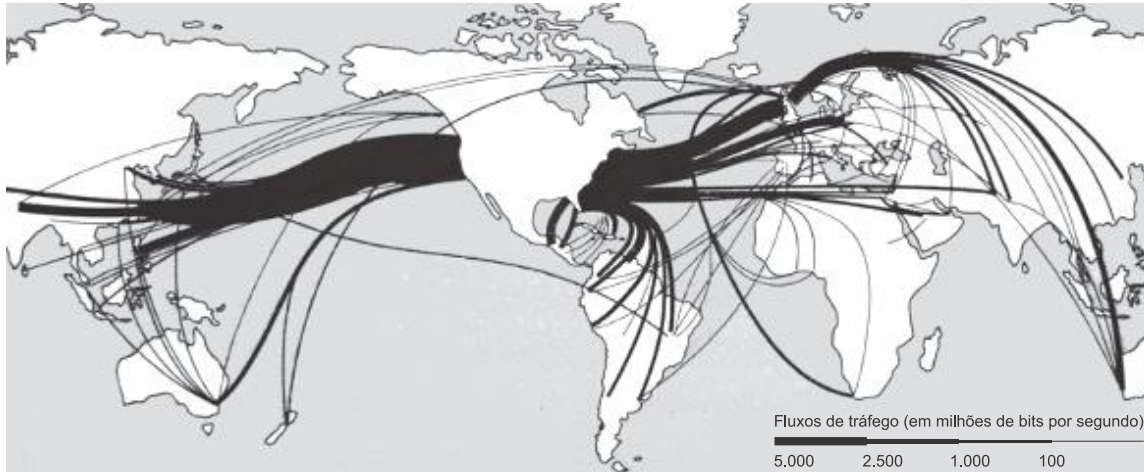 Fluxos de tráfego (em milhões de bits por segundo)
5.000 2.500 1.000 100